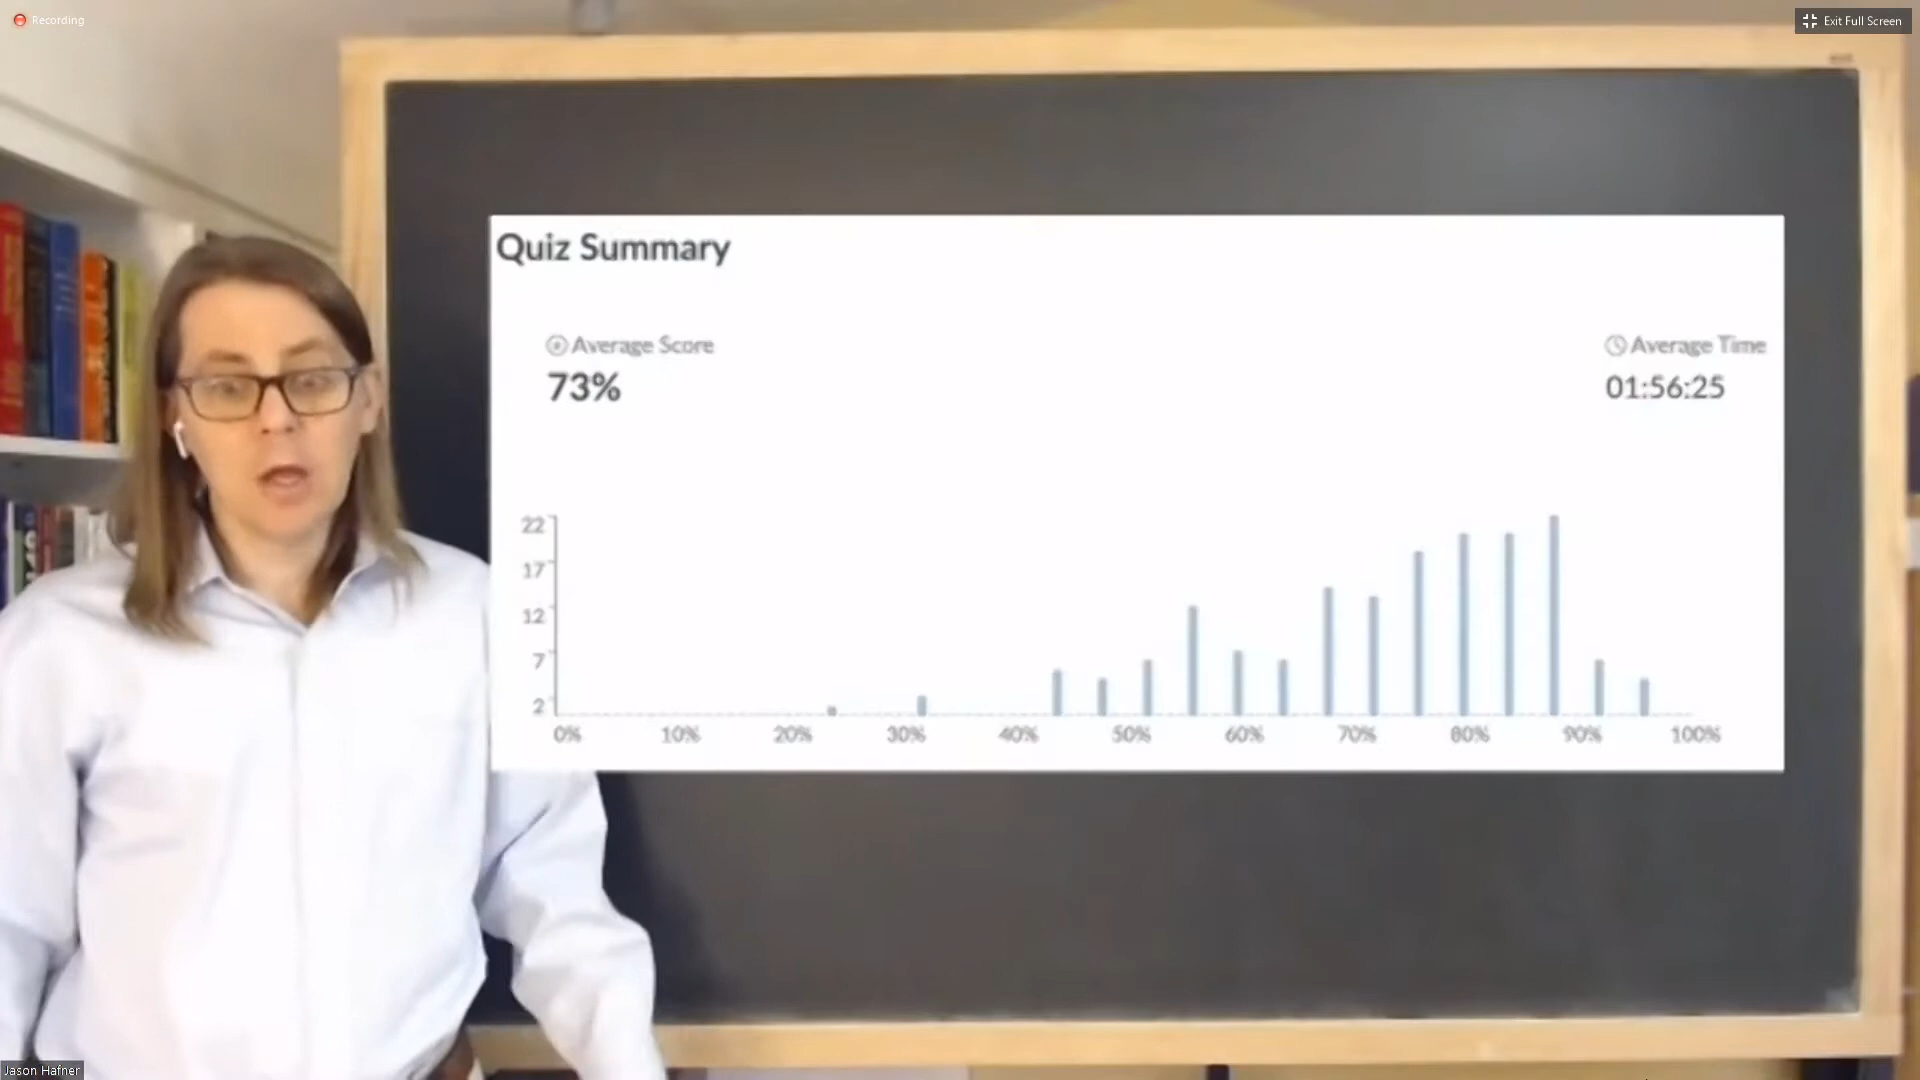 Recording
Exit Full Screen
Quiz Summary
Average Score
Average Time
73%
01:56:25
22
17
12
7
2
0% 10% 20% 30% 40% 50% 60% 70% 80% 90% 100%
Jason Hafner